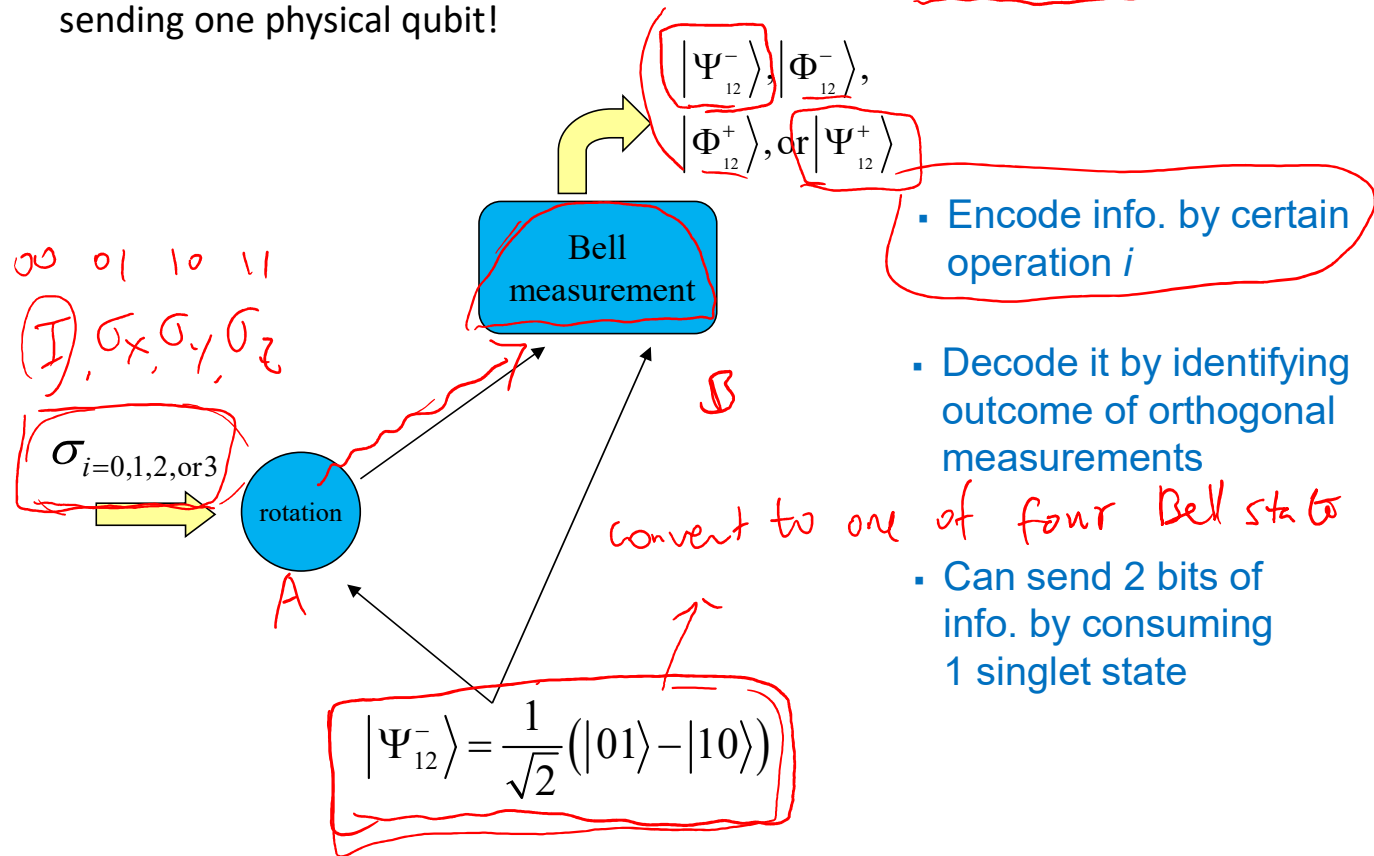 sending one physical qubit!
|Ψ⁻₁₂⟩, |Φ⁻₁₂⟩,
|Φ⁺₁₂⟩, or |Ψ⁺₁₂⟩
▪ Encode info. by certain
operation i
Bell
measurement
00 01 10 11
I, σx, σy, σz
B
▪ Decode it by identifying
outcome of orthogonal
measurements
σi=0,1,2,or3
rotation
A
convert to one of four Bell state
▪ Can send 2 bits of
info. by consuming
1 singlet state
|Ψ⁻₁₂⟩ = 1/√2 (|01⟩ − |10⟩)